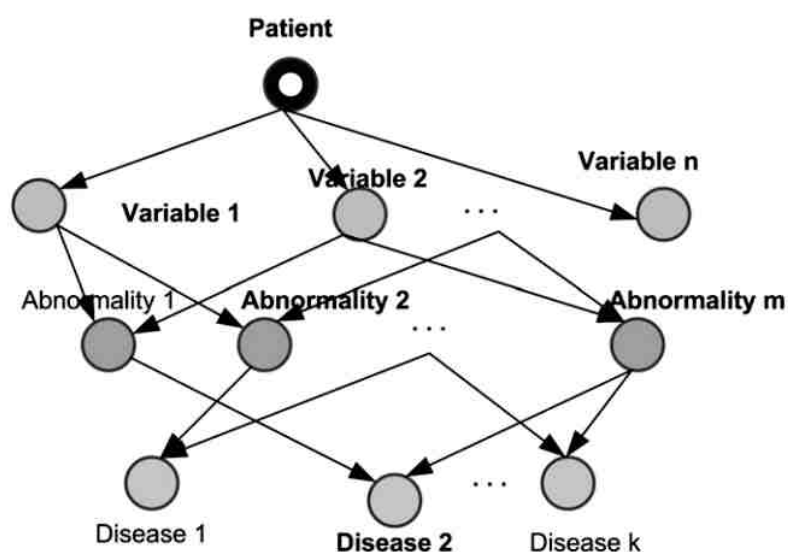 Patient
Variable n
Variable 2
Variable 1
...
Abnormality 1
Abnormality 2
Abnormality m
...
...
Disease 1
Disease 2
Disease k